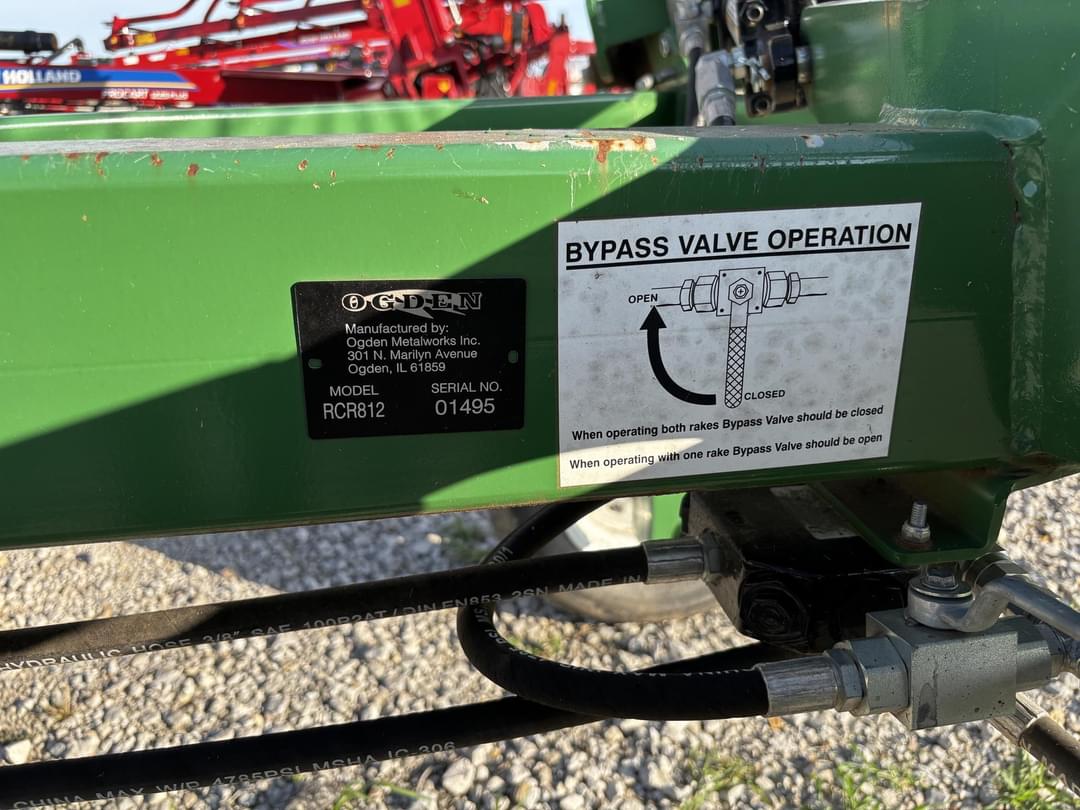 HOLLAND
PROCART
OGDEN
Manufactured by:
Ogden Metalworks Inc.
301 N. Marilyn Avenue
Ogden, IL 61859
MODEL
SERIAL NO.
RCR812
01495
BYPASS VALVE OPERATION
OPEN
CLOSED
When operating both rakes Bypass Valve should be closed
When operating with one rake Bypass Valve should be open
HYDRAULIC HOSE 3/8" SAE 100R2AT/DIN EN853 2SN MADE IN
CHINA MAX W/P 4785PSI MSHA IC-306